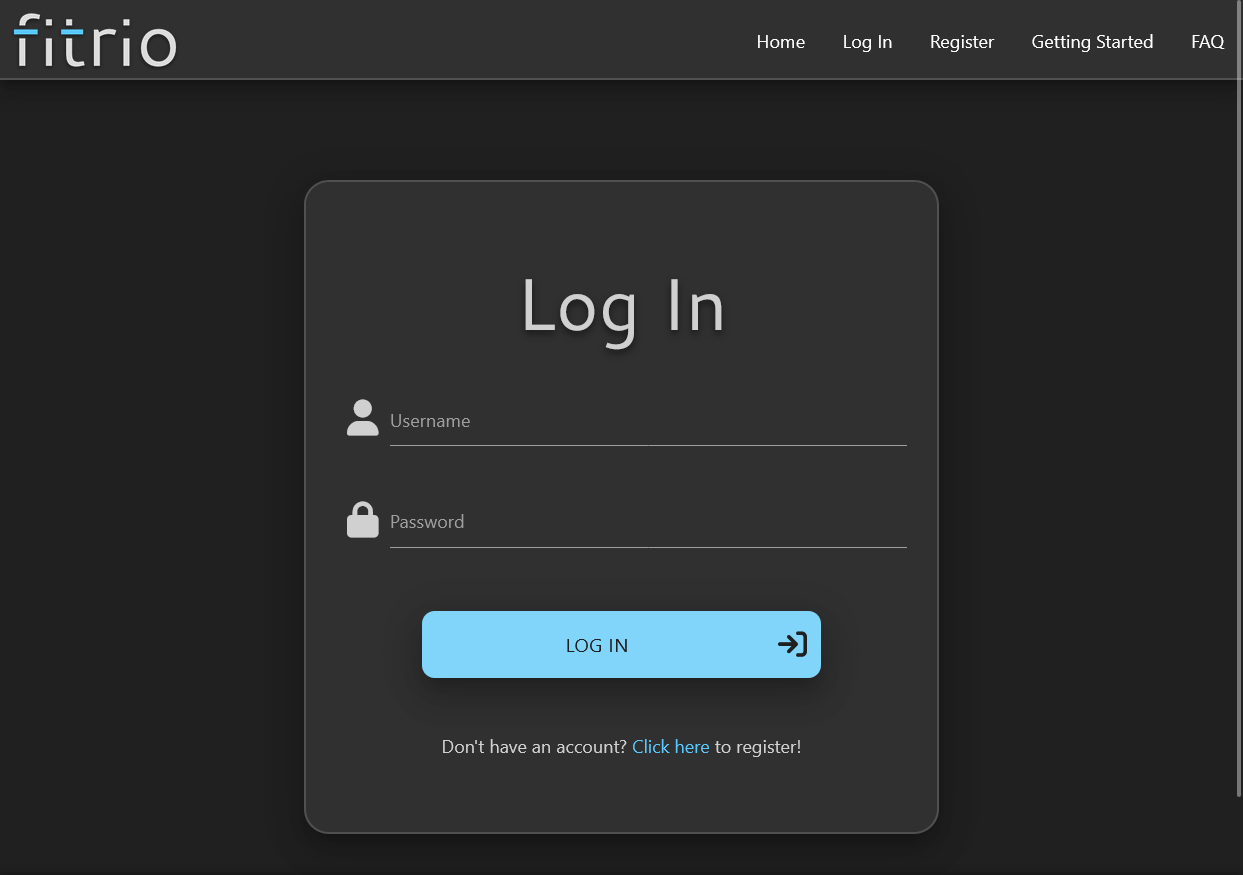 fitrio
Home Log In Register Getting Started FAQ
Log In
Username
Password
LOG IN
Don't have an account? Click here to register!